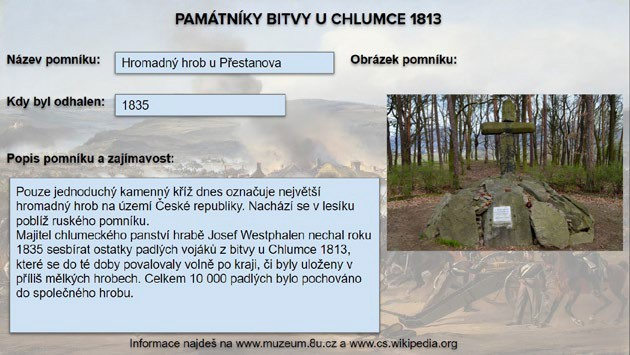 PAMÁTNÍKY BITVY U CHLUMCE 1813
Název pomníku:
Hromadný hrob u Přestanova
Obrázek pomníku:
Kdy byl odhalen:
1835
Popis pomníku a zajímavost:
Pouze jednoduchý kamenný kříž dnes označuje největší
hromadný hrob na území České republiky. Nachází se v lesíku
poblíž ruského pomníku.
Majitel chlumeckého panství hrabě Josef Westphalen nechal roku
1835 sesbírat ostatky padlých vojáků z bitvy u Chlumce 1813,
které se do té doby povalovaly volně po kraji, či byly uloženy v
příliš mělkých hrobech. Celkem 10 000 padlých bylo pochováno
do společného hrobu.
Informace najdeš na www.muzeum.8u.cz a www.cs.wikipedia.org